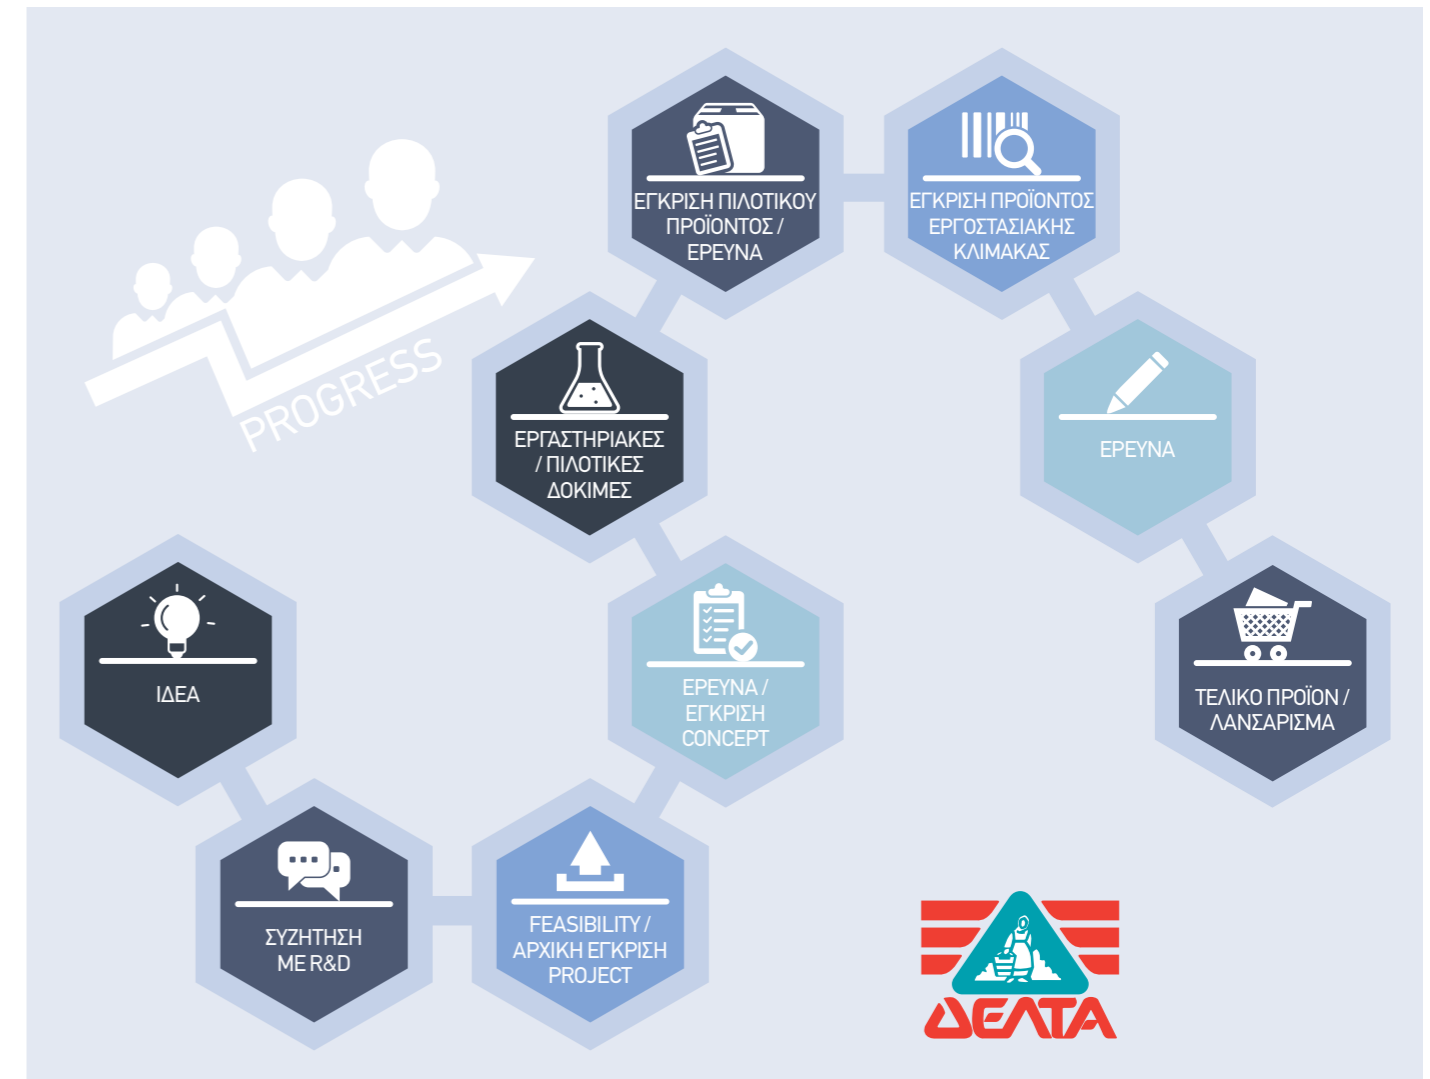 PROGRESS
ΙΔΕΑ
ΣΥΖΗΤΗΣΗ
ΜΕ R&D
FEASIBILITY /
ΑΡΧΙΚΗ ΕΓΚΡΙΣΗ
PROJECT
ΕΡΕΥΝΑ /
ΕΓΚΡΙΣΗ
CONCEPT
ΕΡΓΑΣΤΗΡΙΑΚΕΣ
/ ΠΙΛΟΤΙΚΕΣ
ΔΟΚΙΜΕΣ
ΕΓΚΡΙΣΗ ΠΙΛΟΤΙΚΟΥ
ΠΡΟΪΟΝΤΟΣ /
ΕΡΕΥΝΑ
ΕΓΚΡΙΣΗ ΠΡΟΪΟΝΤΟΣ
ΕΡΓΟΣΤΑΣΙΑΚΗΣ
ΚΛΙΜΑΚΑΣ
ΕΡΕΥΝΑ
ΤΕΛΙΚΟ ΠΡΟΪΟΝ /
ΛΑΝΣΑΡΙΣΜΑ
ΔΕΛΤΑ